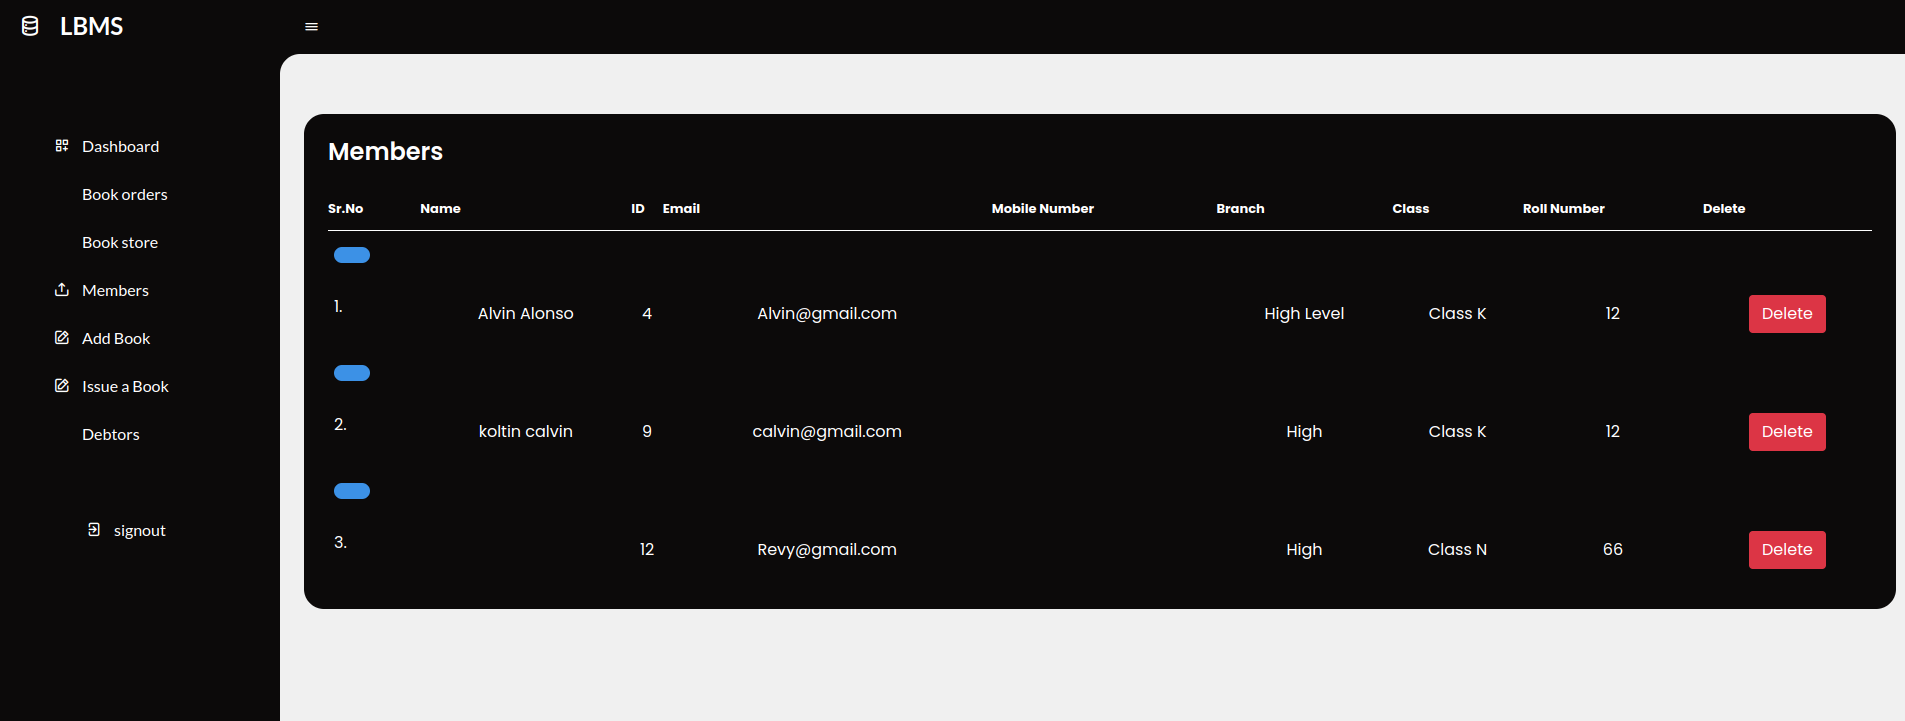 LBMS
Dashboard
Book orders
Book store
Members
Add Book
Issue a Book
Debtors
signout
Members
Sr.No Name ID Email Mobile Number Branch Class Roll Number Delete
1. Alvin Alonso 4 Alvin@gmail.com High Level Class K 12 Delete
2. koltin calvin 9 calvin@gmail.com High Class K 12 Delete
3. 12 Revy@gmail.com High Class N 66 Delete